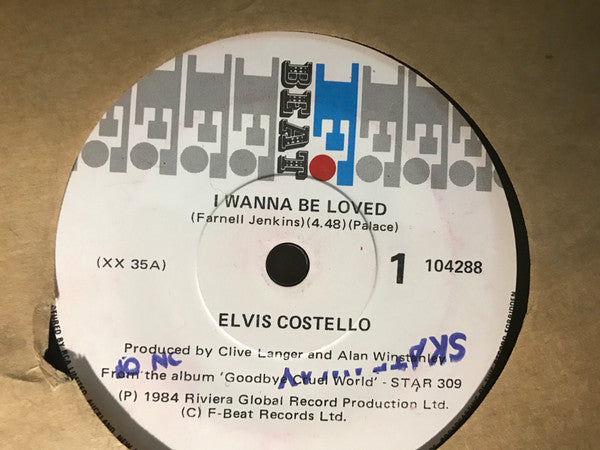 BEAT
F.
I WANNA BE LOVED
(Farnell Jenkins)(4.48)(Palace)
(XX 35A)
1 104288
ELVIS COSTELLO
Produced by Clive Langer and Alan Winstanley
From the album 'Goodbye Cruel World' - STAR 309
(P) 1984 Riviera Global Record Production Ltd.
(C) F-Beat Records Ltd.